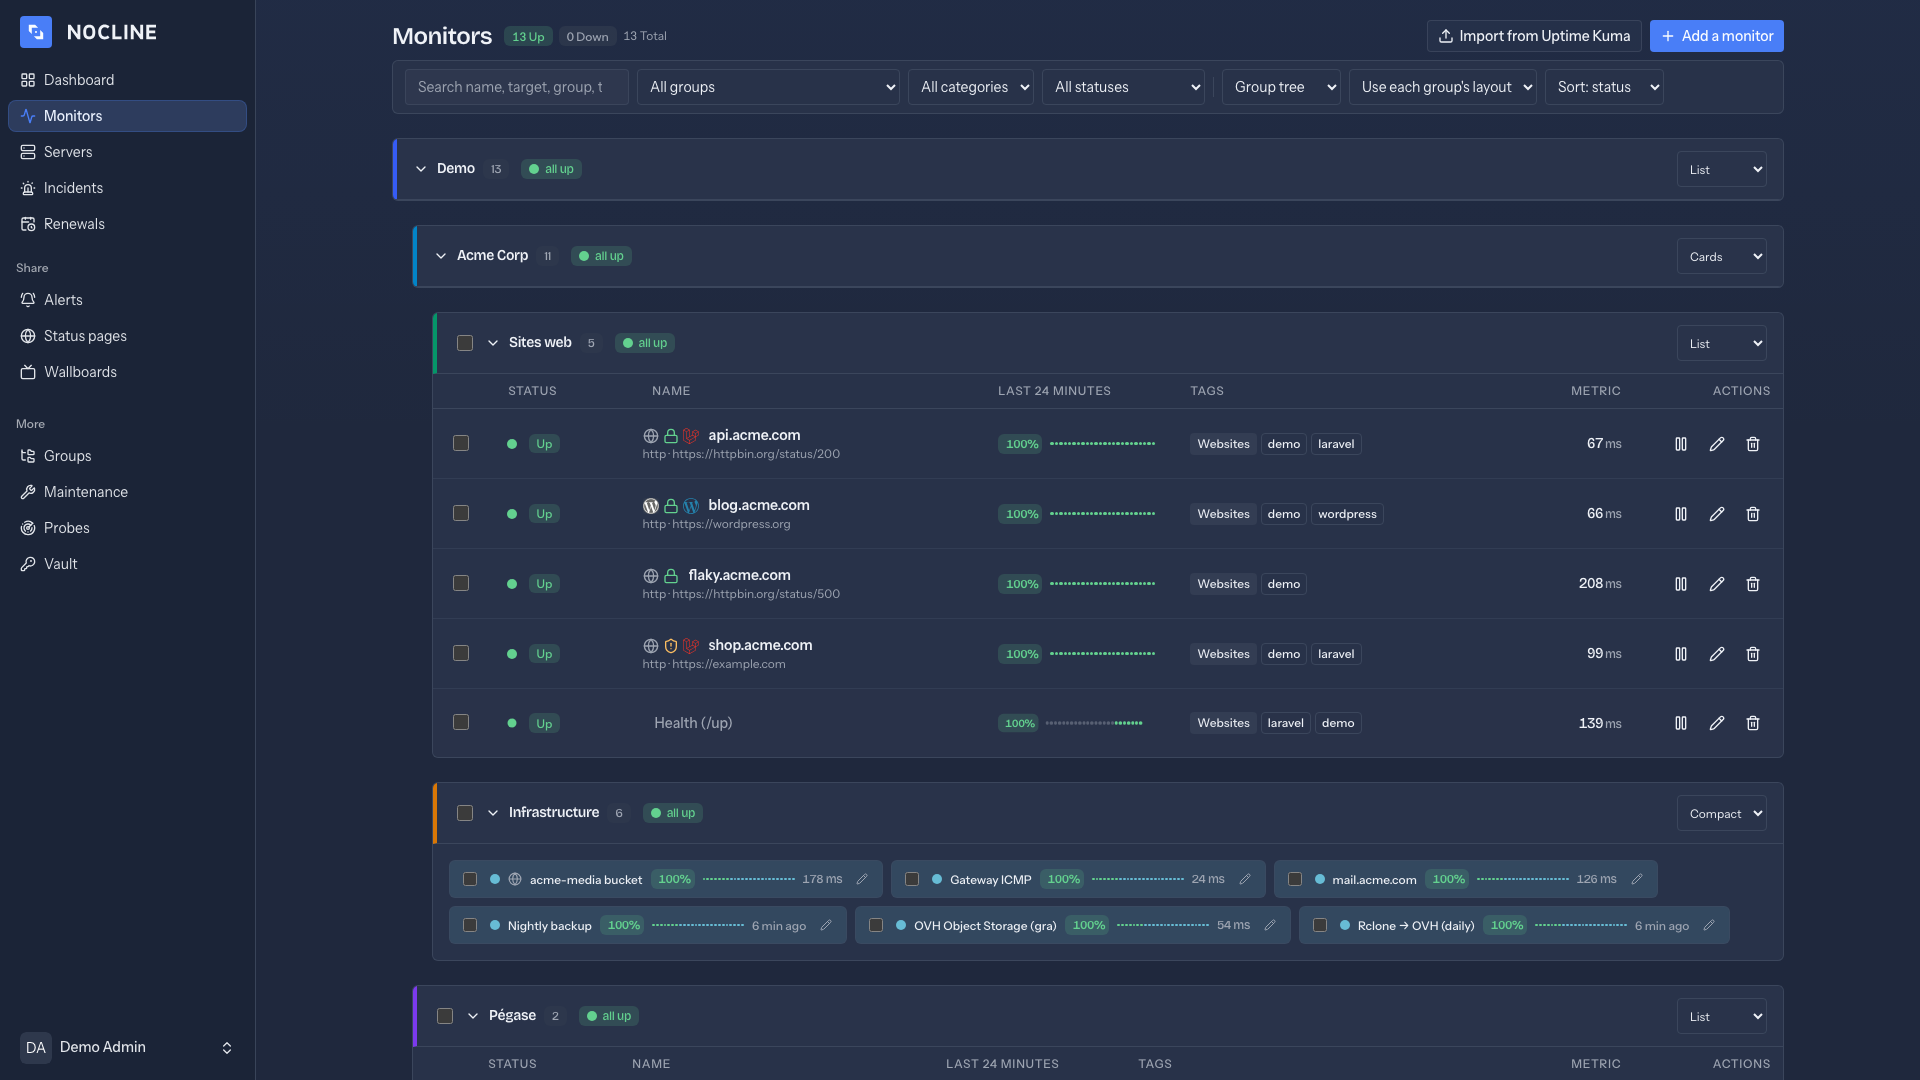 NOCLINE
Dashboard
Monitors
Servers
Incidents
Renewals
Share
Alerts
Status pages
Wallboards
More
Groups
Maintenance
Probes
Vault
DA Demo Admin
Monitors 13 Up 0 Down 13 Total
Import from Uptime Kuma
Add a monitor
Search name, target, group, t All groups All categories All statuses Group tree Use each group's layout Sort: status
Demo 13 all up List
Acme Corp 11 all up Cards
Sites web 5 all up List
STATUS NAME LAST 24 MINUTES TAGS METRIC ACTIONS
Up api.acme.com 100% Websites demo laravel 67 ms
http · https://httpbin.org/status/200
Up blog.acme.com 100% Websites demo wordpress 66 ms
http · https://wordpress.org
Up flaky.acme.com 100% Websites demo 208 ms
http · https://httpbin.org/status/500
Up shop.acme.com 100% Websites demo laravel 99 ms
http · https://example.com
Up Health (/up) 100% Websites laravel demo 139 ms
Infrastructure 6 all up Compact
acme-media bucket 100% 178 ms Gateway ICMP 100% 24 ms mail.acme.com 100% 126 ms
Nightly backup 100% 6 min ago OVH Object Storage (gra) 100% 54 ms Rclone → OVH (daily) 100% 6 min ago
Pégase 2 all up List
STATUS NAME LAST 24 MINUTES TAGS METRIC ACTIONS